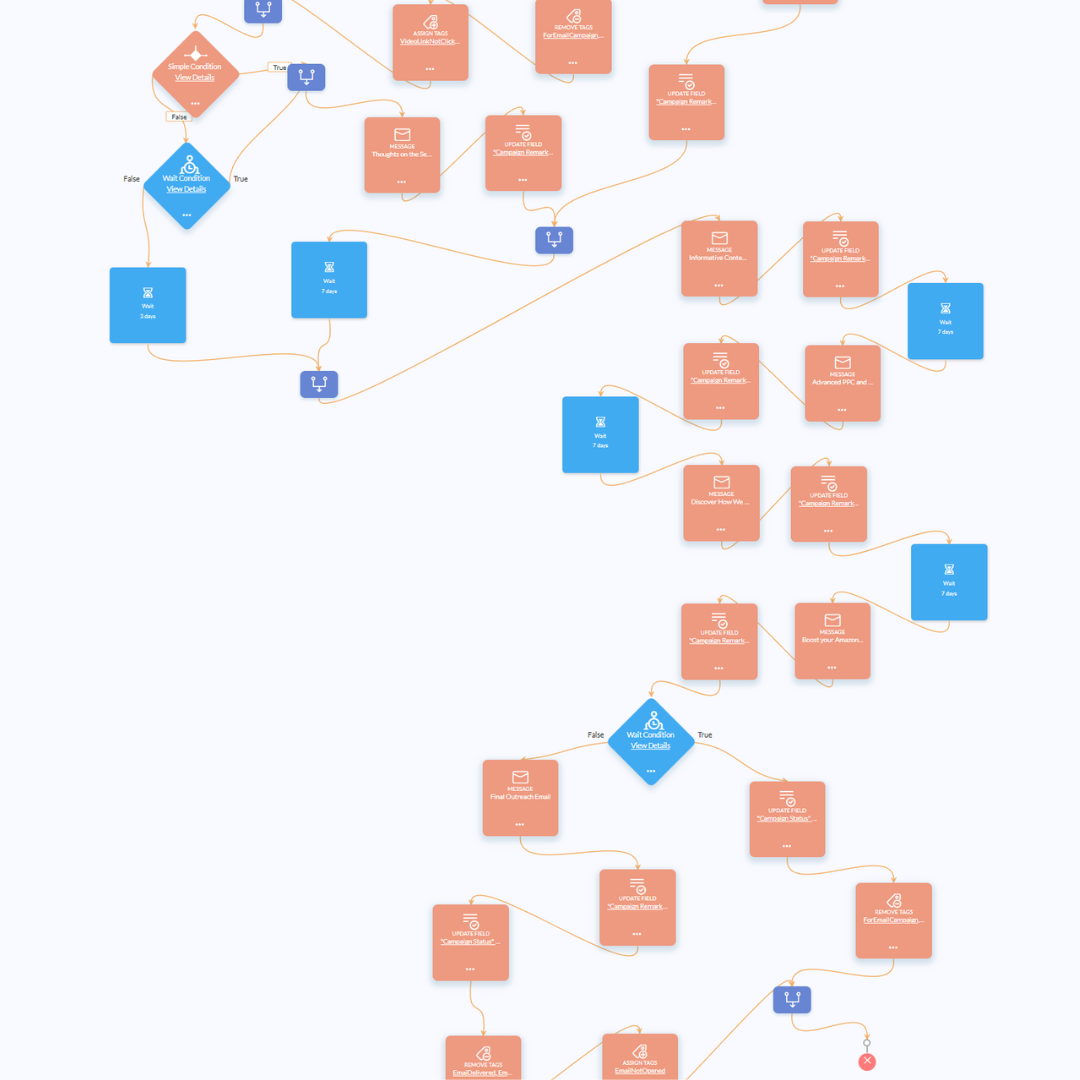 ASSIGN TAGS
VideoLinkNotClick...
REMOVE TAGS
ForEmailCampaign,...
Simple Condition
View Details
True
False
UPDATE FIELD
"Campaign Remark...
MESSAGE
Thoughts on the Se...
UPDATE FIELD
"Campaign Remark...
False
Wait Condition
View Details
True
Wait
3 days
Wait
7 days
MESSAGE
Informative Conte...
UPDATE FIELD
"Campaign Remark...
Wait
7 days
UPDATE FIELD
"Campaign Remark...
MESSAGE
Advanced PPC and ...
Wait
7 days
MESSAGE
Discover How We ...
UPDATE FIELD
"Campaign Remark...
Wait
7 days
UPDATE FIELD
"Campaign Remark...
MESSAGE
Boost your Amazon...
False
Wait Condition
View Details
True
MESSAGE
Final Outreach Email
UPDATE FIELD
"Campaign Status"...
UPDATE FIELD
"Campaign Remark...
REMOVE TAGS
ForEmailCampaign,...
UPDATE FIELD
"Campaign Status"...
REMOVE TAGS
EmailDelivered, Em...
ASSIGN TAGS
EmailNotOpened